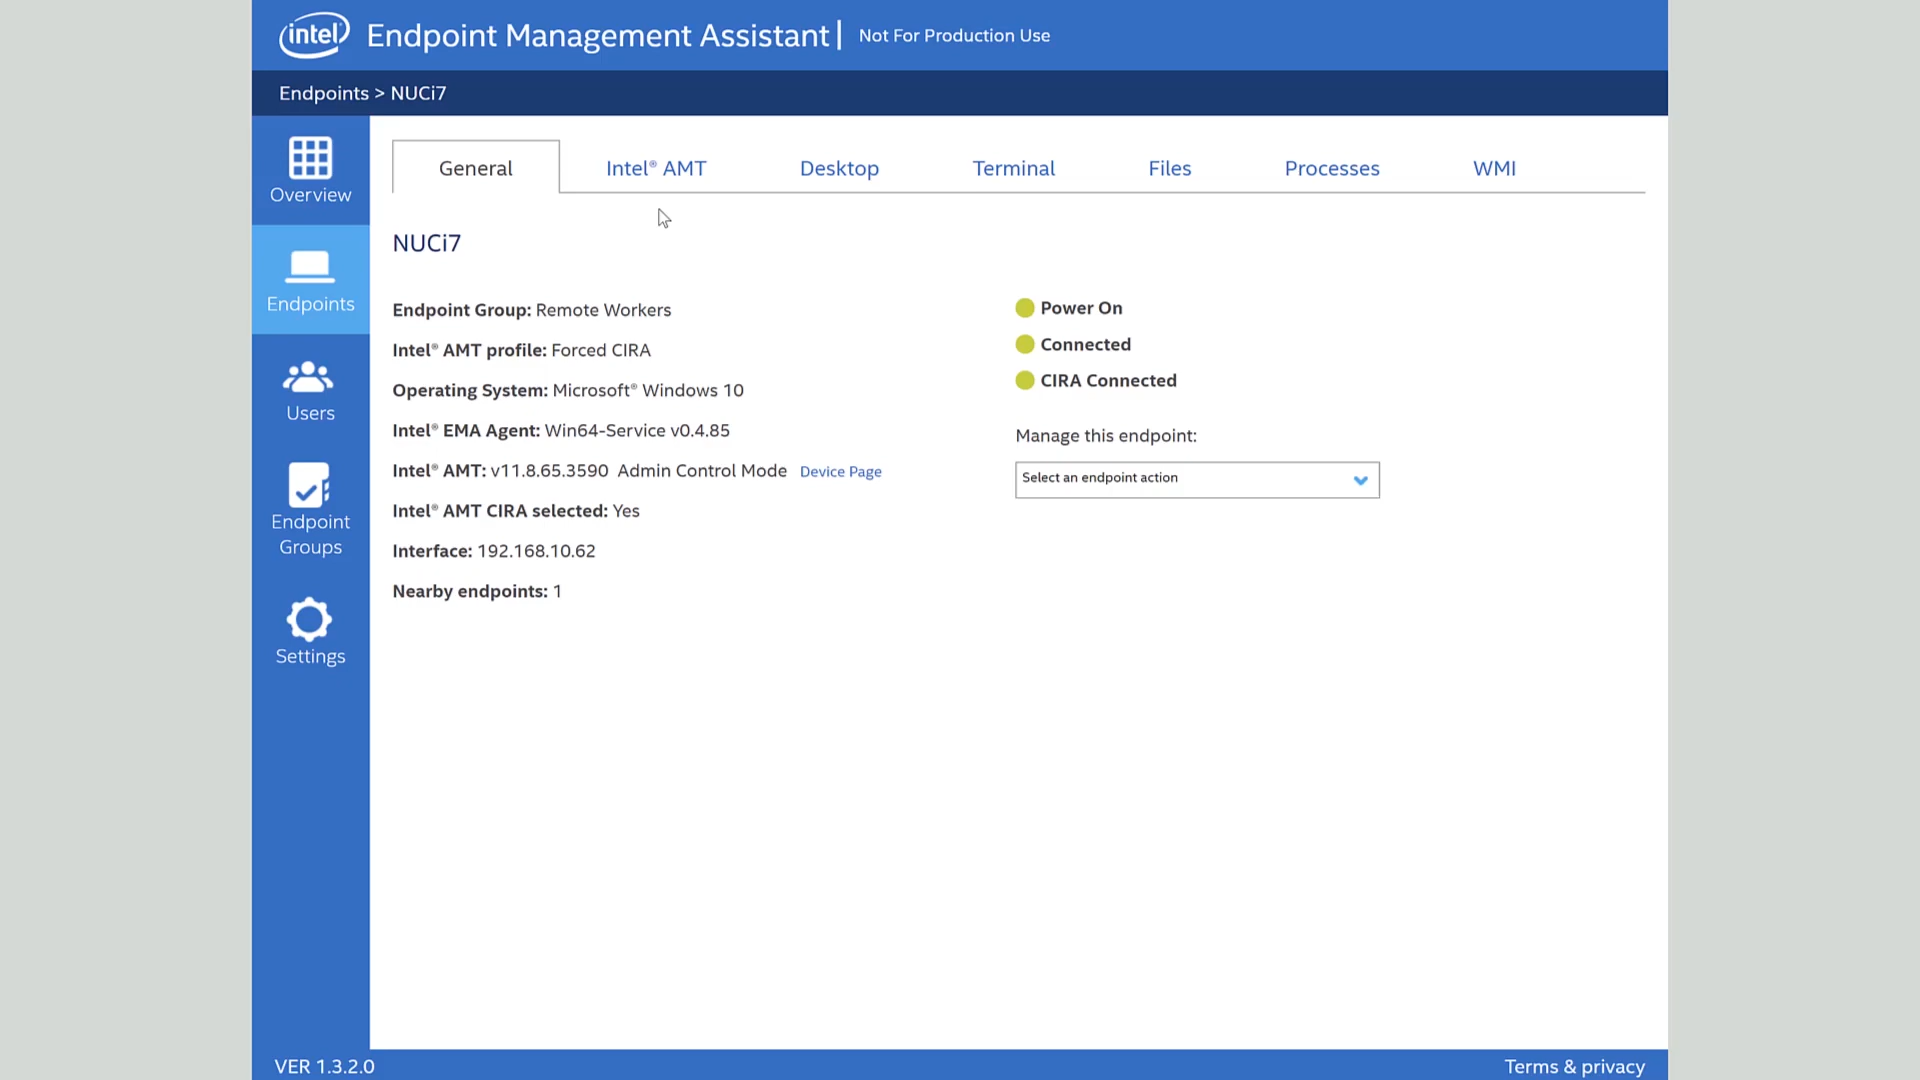 intel Endpoint Management Assistant | Not For Production Use
Endpoints > NUCi7
Overview
Endpoints
Users
Endpoint
Groups
Settings
General Intel® AMT Desktop Terminal Files Processes WMI
NUCi7
Endpoint Group: Remote Workers
Intel® AMT profile: Forced CIRA
Operating System: Microsoft® Windows 10
Intel® EMA Agent: Win64-Service v0.4.85
Intel® AMT: v11.8.65.3590 Admin Control Mode Device Page
Intel® AMT CIRA selected: Yes
Interface: 192.168.10.62
Nearby endpoints: 1
Power On
Connected
CIRA Connected
Manage this endpoint:
Select an endpoint action
VER 1.3.2.0
Terms & privacy